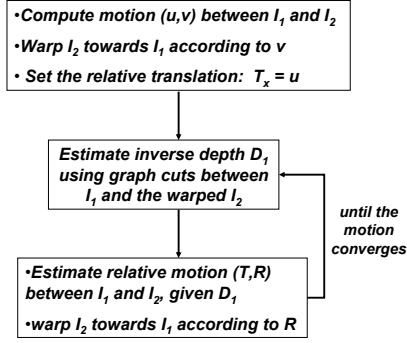 •Compute motion (u,v) between I1 and I2
•Warp I2 towards I1 according to v
• Set the relative translation: Tx = u
Estimate inverse depth D1
using graph cuts between
I1 and the warped I2
until the
motion
converges
•Estimate relative motion (T,R)
between I1 and I2, given D1
•warp I2 towards I1 according to R